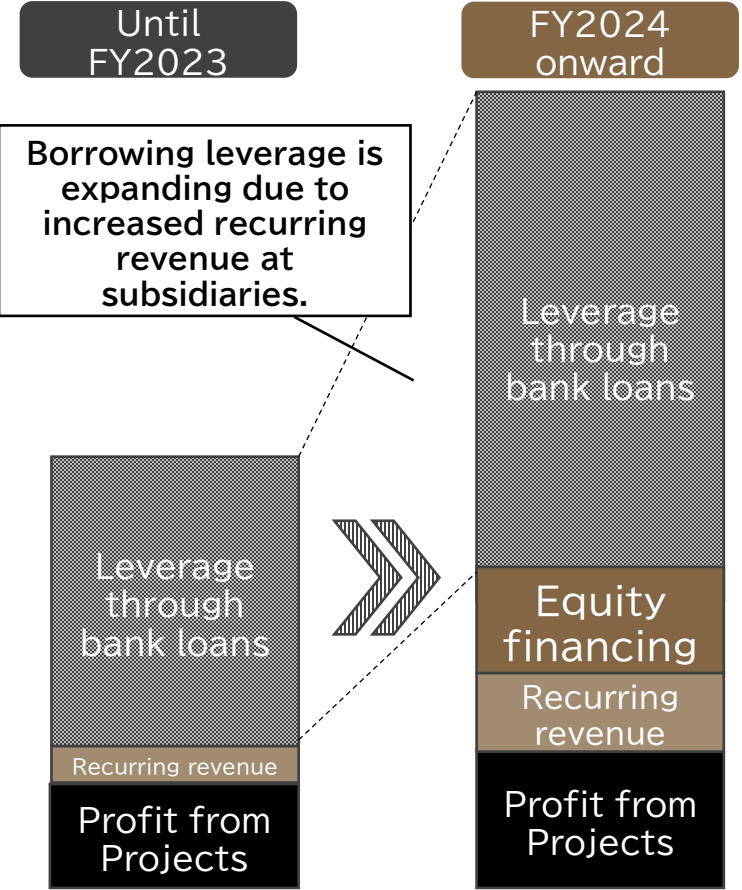 Until
FY2023
FY2024
onward
Borrowing leverage is
expanding due to
increased recurring
revenue at
subsidiaries.
Leverage
through
bank loans
Recurring revenue
Profit from
Projects
Leverage
through
bank loans
Equity
financing
Recurring
revenue
Profit from
Projects